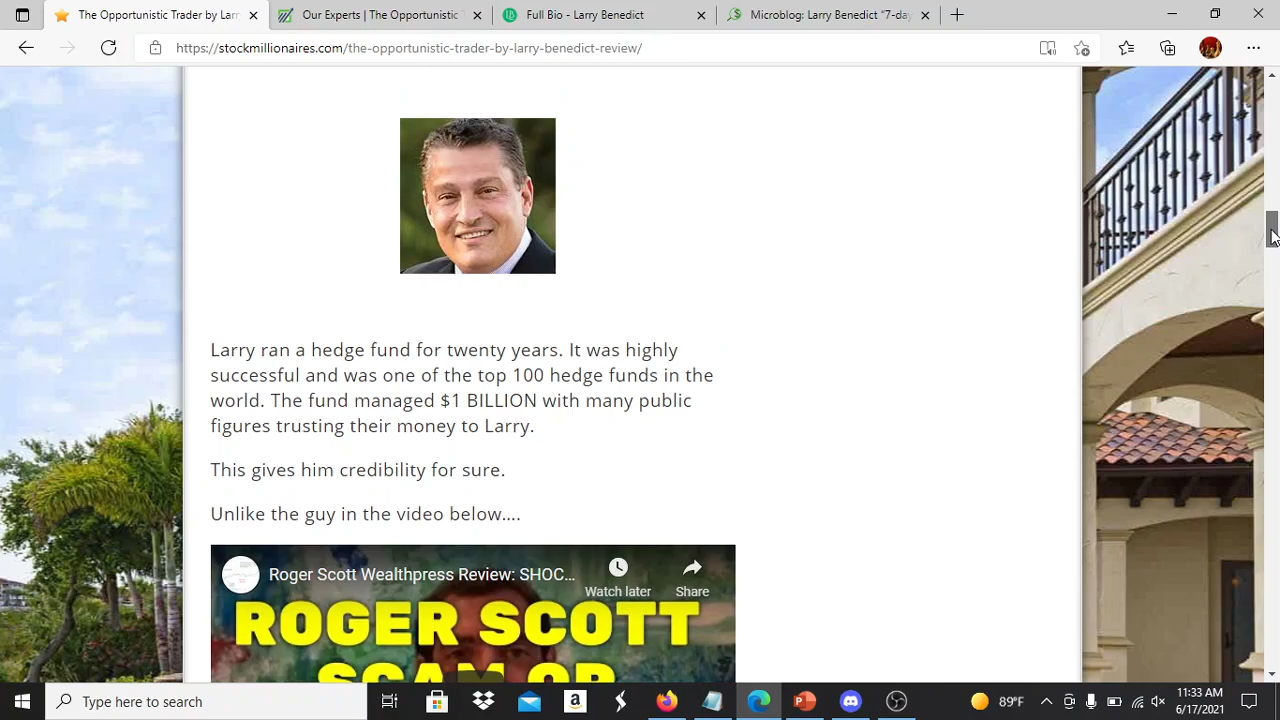 The Opportunistic Trader by Larr
Our Experts | The Opportunistic T
Full Bio - Larry Benedict
Microblog: Larry Benedict "7-day
https://stockmillionaires.com/the-opportunistic-trader-by-larry-benedict-review/
Larry ran a hedge fund for twenty years. It was highly
successful and was one of the top 100 hedge funds in the
world. The fund managed $1 BILLION with many public
figures trusting their money to Larry.
This gives him credibility for sure.
Unlike the guy in the video below....
Roger Scott Wealthpress Review: SHOC...
Watch later
Share
ROGER SCOTT
SCAM OR
Type here to search
89°F
11:33 AM
6/17/2021